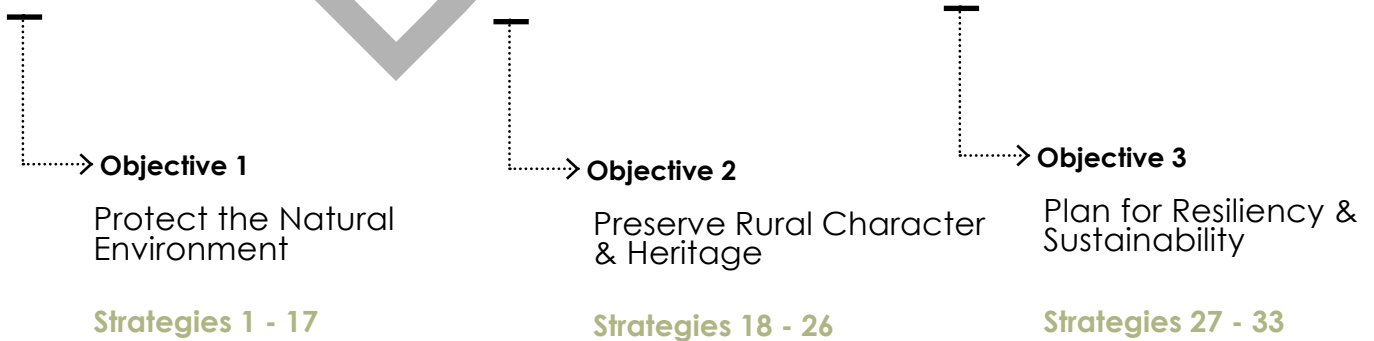 Objective 1
Protect the Natural
Environment
Strategies 1 - 17
Objective 2
Preserve Rural Character
& Heritage
Strategies 18 - 26
Objective 3
Plan for Resiliency &
Sustainability
Strategies 27 - 33